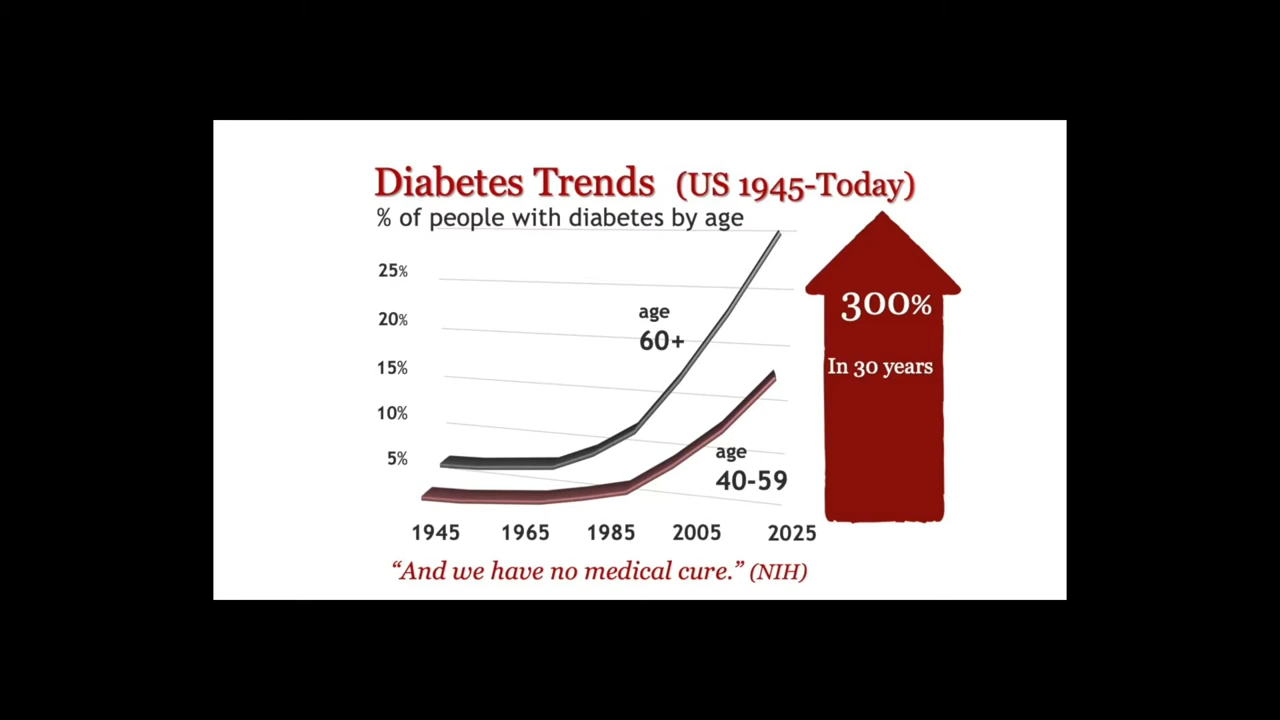 Diabetes Trends (US 1945-Today)
% of people with diabetes by age
25%
20%
15%
10%
5%
age
60+
age
40-59
300%
In 30 years
1945 1965 1985 2005 2025
“And we have no medical cure.” (NIH)